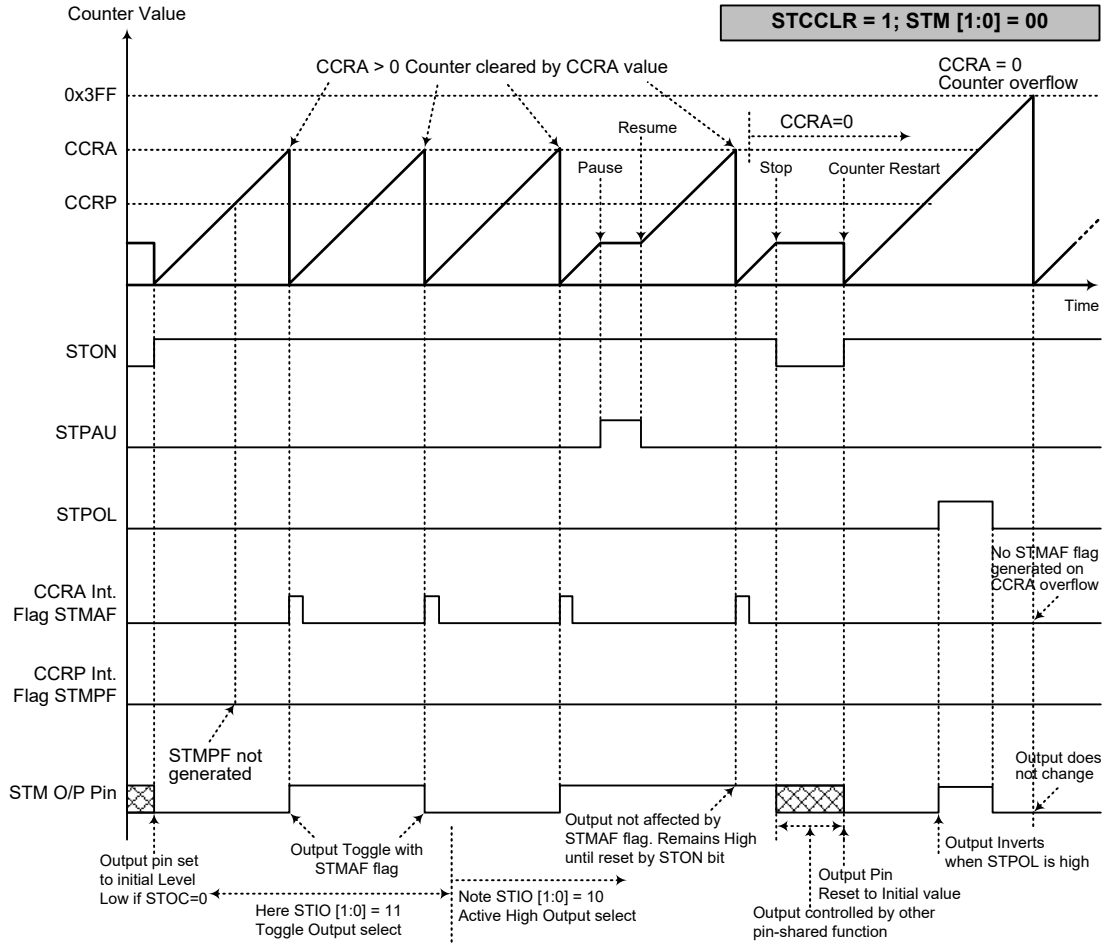 Counter Value
STCCLR = 1; STM [1:0] = 00
CCRA > 0 Counter cleared by CCRA value
CCRA = 0
Counter overflow
0x3FF
CCRA
CCRP
Resume
CCRA=0
Pause
Stop
Counter Restart
Time
STON
STPAU
STPOL
No STMAF flag
generated on
CCRA overflow
CCRA Int.
Flag STMAF
CCRP Int.
Flag STMPF
STMPF not
generated
Output does
not change
STM O/P Pin
Output pin set
to initial Level
Low if STOC=0
Output Toggle with
STMAF flag
Output not affected by
STMAF flag. Remains High
until reset by STON bit
Output Inverts
when STPOL is high
Here STIO [1:0] = 11
Toggle Output select
Note STIO [1:0] = 10
Active High Output select
Output Pin
Reset to Initial value
Output controlled by other
pin-shared function